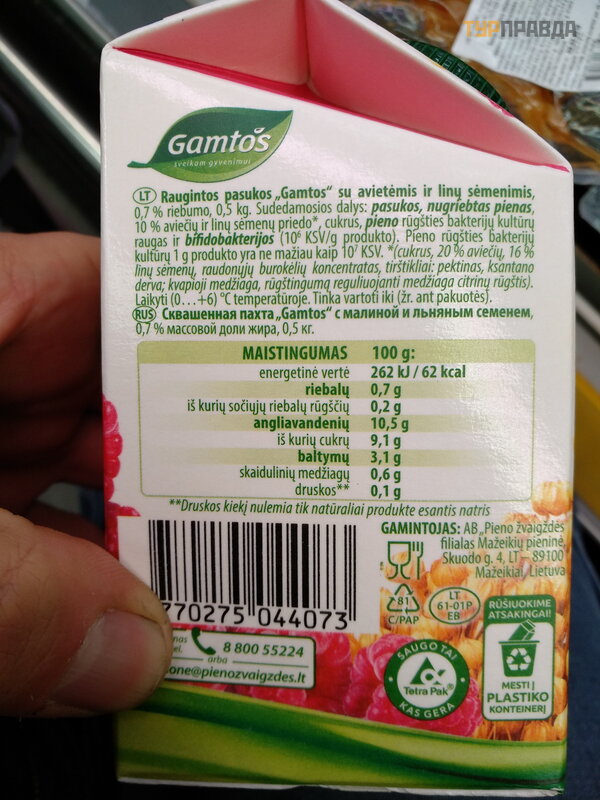 ТУРПРАВДА
Gamtos
sveikam gyvenimui
LT Raugintos pasukos „Gamtos“ su avietėmis ir linų sėmenimis,
0,7 % riebumo, 0,5 kg. Sudedamosios dalys: pasukos, nugriebtas pienas,
10 % aviečių ir linų sėmenų priedo*, cukrus, pieno rūgšties bakterijų kultūrų
raugas ir bifidobakterijos (10⁶ KSV/g produkto). Pieno rūgšties bakterijų
kultūrų 1 g produkto yra ne mažiau kaip 10⁷ KSV. *(cukrus, 20 % aviečių, 16 %
linų sėmenų, raudonųjų burokėlių koncentratas, tirštikliai: pektinas, ksantano
derva; kvapioji medžiaga, rūgštingumą reguliuojanti medžiaga citrinų rūgštis).
Laikyti (0...+6) °C temperatūroje. Tinka vartoti iki (žr. ant pakuotės).
RUS Сквашенная пахта „Gamtos“ с малиной и льняным семенем,
0,7 % массовой доли жира, 0,5 кг.
MAISTINGUMAS 100 g:
energetinė vertė 262 kJ / 62 kcal
riebalų 0,7 g
iš kurių sočiųjų riebalų rūgščių 0,2 g
angliavandenių 10,5 g
iš kurių cukrų 9,1 g
baltymų 3,1 g
skaidulinių medžiagų 0,6 g
druskos** 0,1 g
**Druskos kiekį nulemia tik natūraliai produkte esantis natris
GAMINTOJAS: AB „Pieno žvaigždės“
filialas Mažeikių pieninė,
Skuodo g. 4, LT– 89100
Mažeikiai, Lietuva
770275 044073
81
C/PAP
LT
61-01P
EB
RŪŠIUOKIME
ATSAKINGAI!
MESTI Į
PLASTIKO
KONTEINERĮ
SAUGO TAI
Tetra Pak®
KAS GERA
8 800 55224
arba
one@pienozvaigzdes.lt